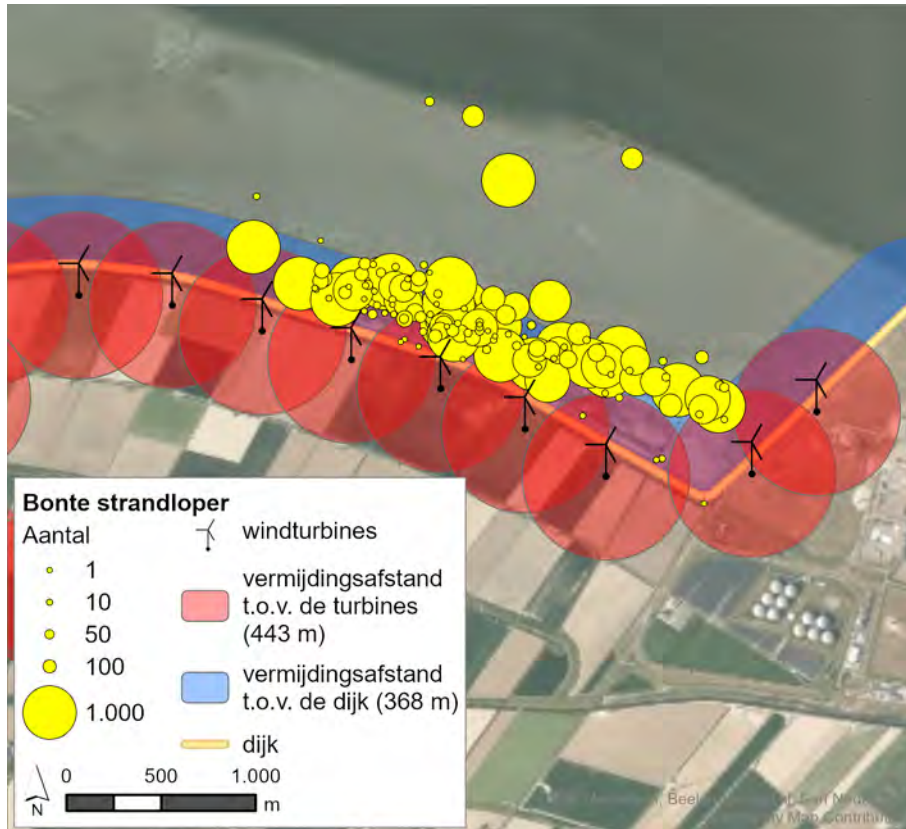 Bonte strandloper
Aantal
1
10
50
100
1.000
windturbines
vermijdingsafstand
t.o.v. de turbines
(443 m)
vermijdingsafstand
t.o.v. de dijk (368 m)
dijk
N
0 500 1.000
m